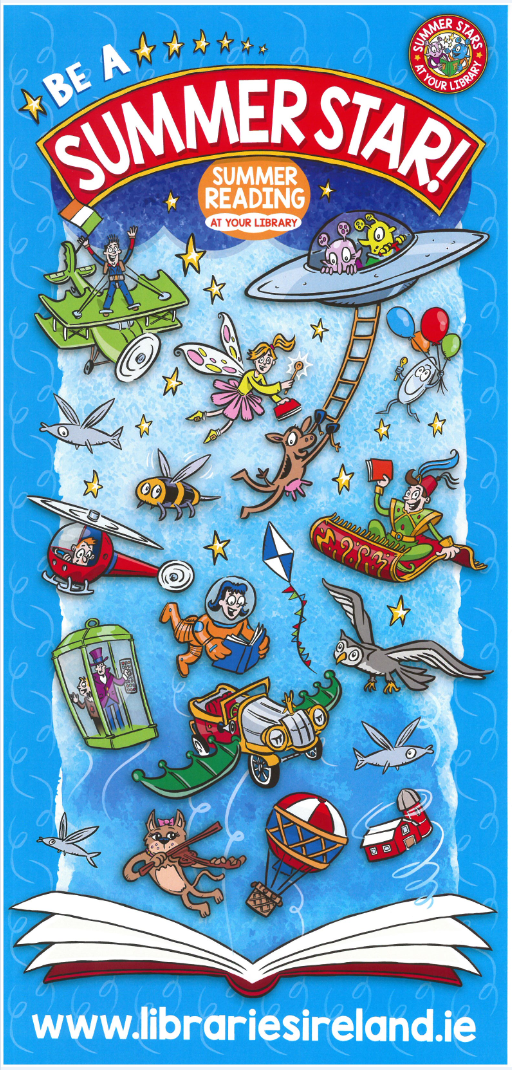 BE A
SUMMER STAR!
SUMMER STARS
AT YOUR LIBRARY
SUMMER
READING
AT YOUR LIBRARY
www.librariesireland.ie